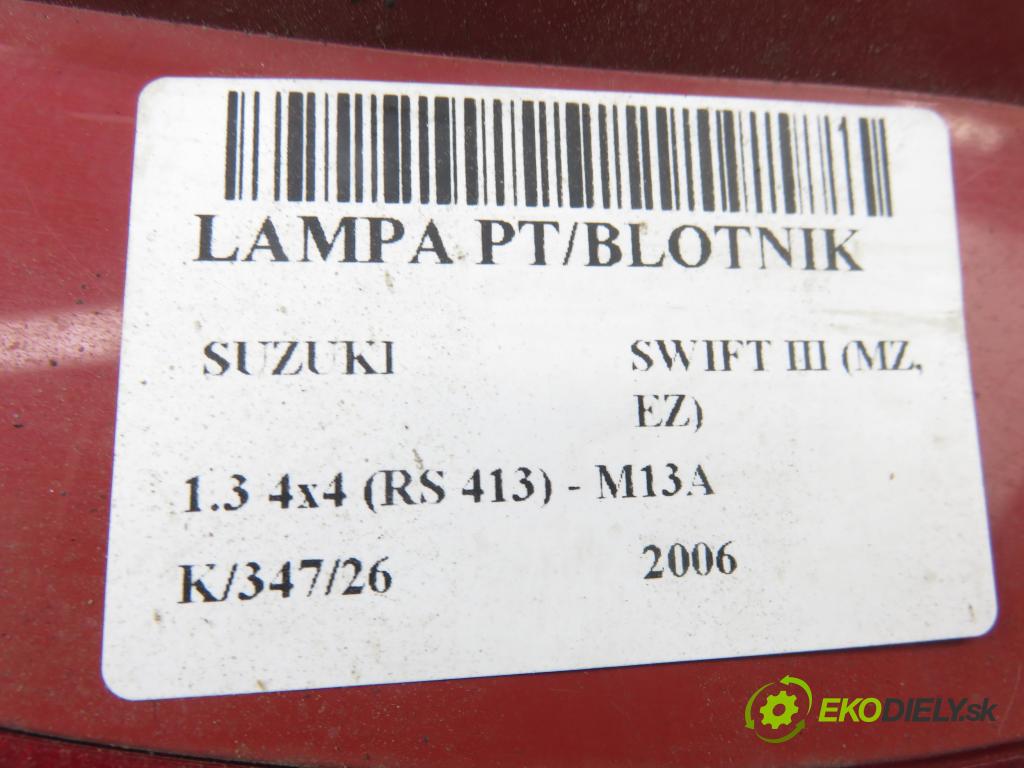 LAMPA PT/BLOTNIK
SUZUKI SWIFT III (MZ,
EZ)
1.3 4x4 (RS 413) - M13A
K/347/26 2006
EKODIELY.sk